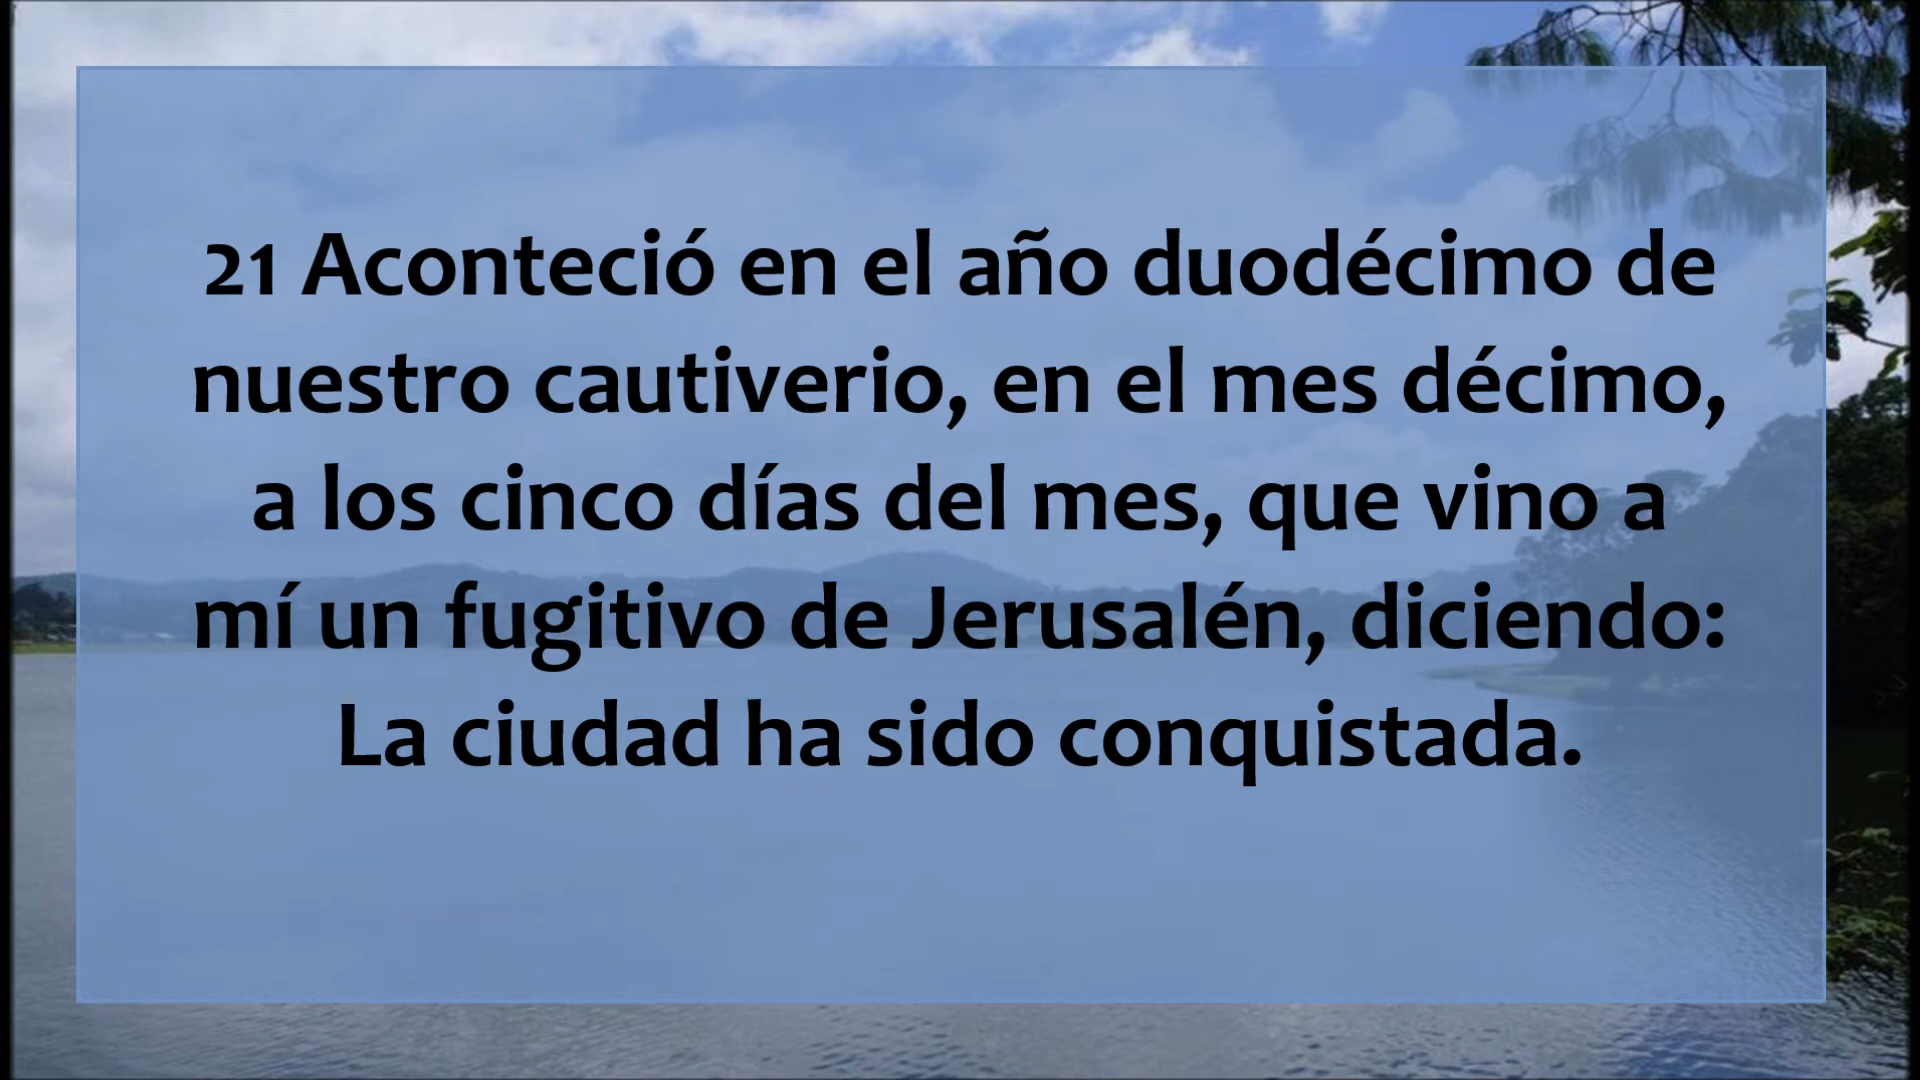 21 Aconteció en el año duodécimo de
nuestro cautiverio, en el mes décimo,
a los cinco días del mes, que vino a
mí un fugitivo de Jerusalén, diciendo:
La ciudad ha sido conquistada.